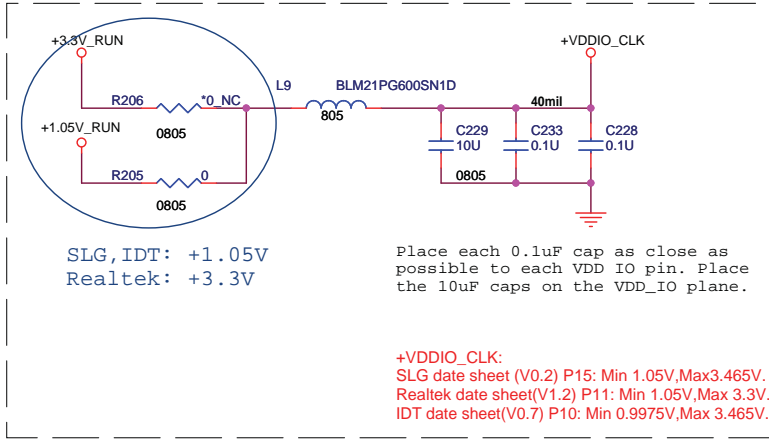 +3.3V_RUN
+VDDIO_CLK
L9 BLM21PG600SN1D
R206 *0_NC
805
40mil
0805
+1.05V_RUN
C229 C233 C228
10U 0.1U 0.1U
R205 0
0805
0805
SLG,IDT: +1.05V
Realtek: +3.3V
Place each 0.1uF cap as close as
possible to each VDD IO pin. Place
the 10uF caps on the VDD_IO plane.
+VDDIO_CLK:
SLG date sheet (V0.2) P15: Min 1.05V,Max3.465V.
Realtek date sheet(V1.2) P11: Min 1.05V,Max 3.3V.
IDT date sheet(V0.7) P10: Min 0.9975V,Max 3.465V.